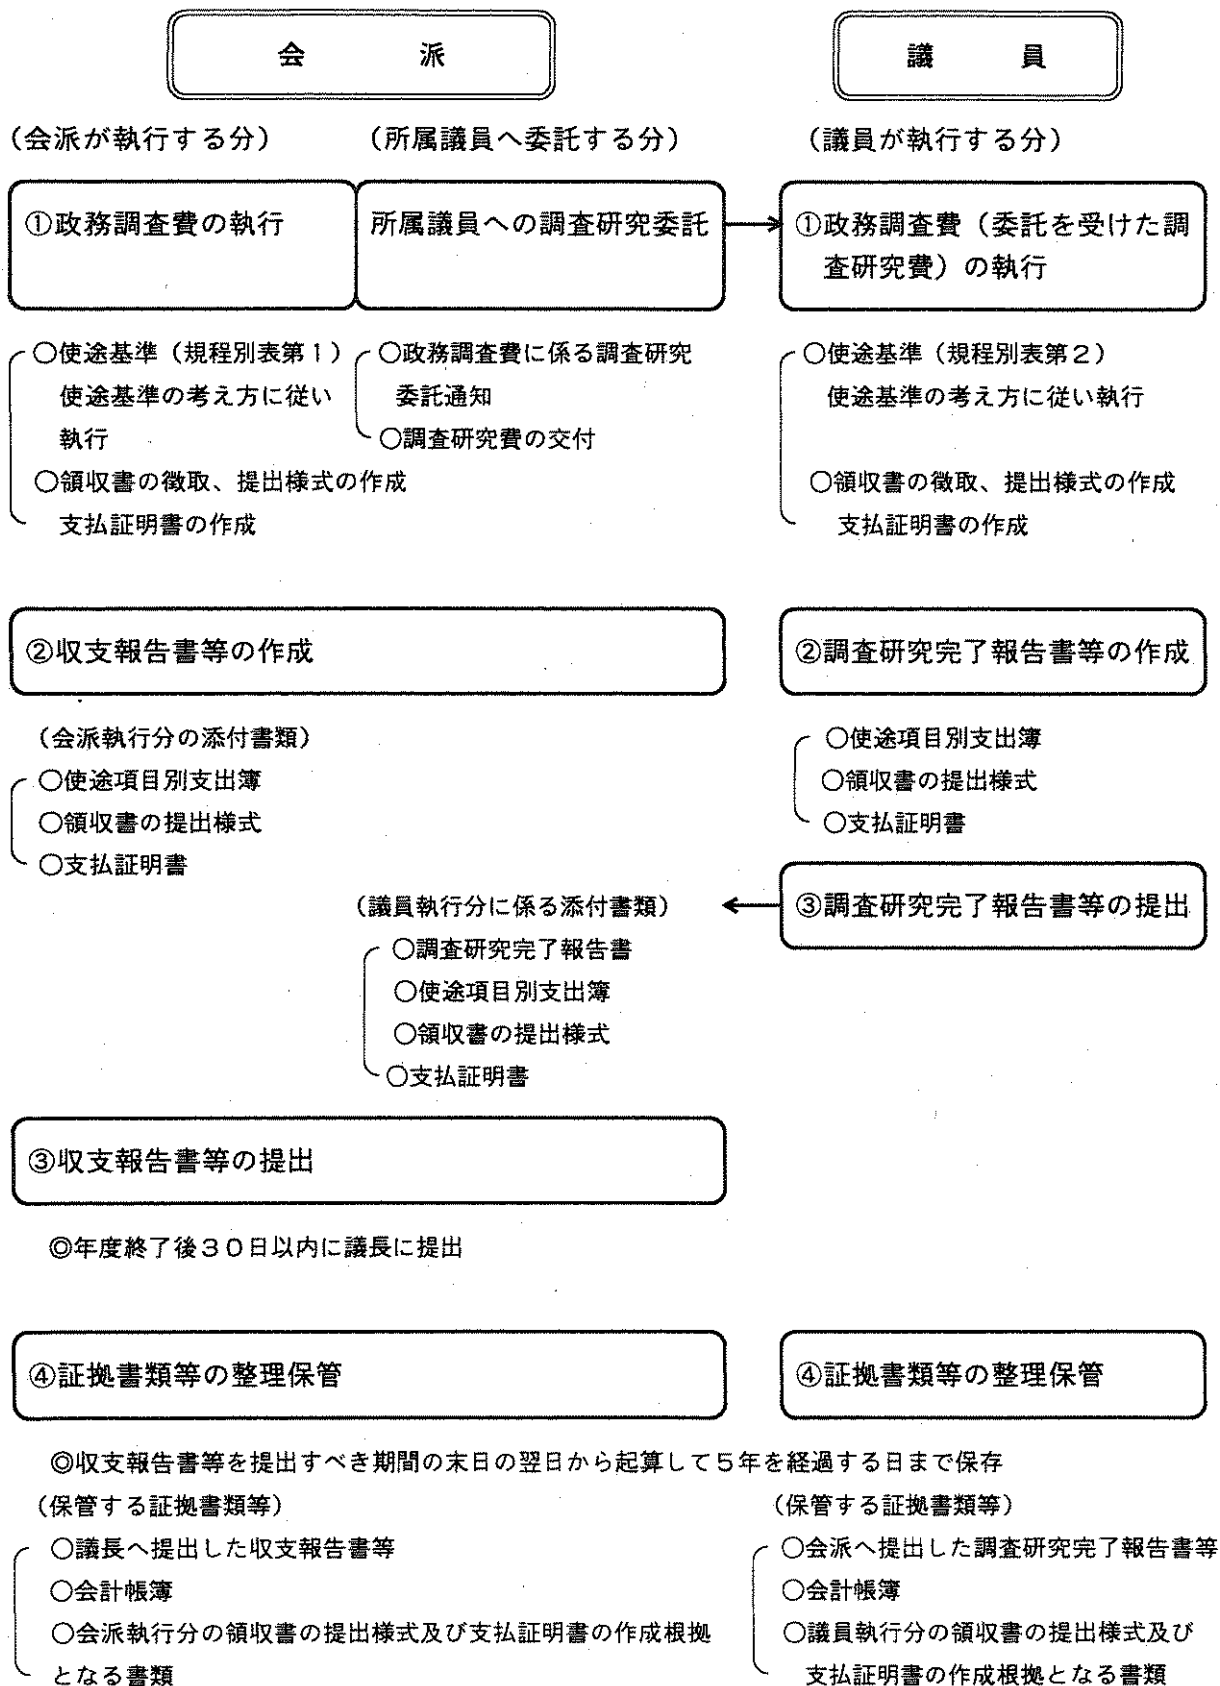 会　派
議　員
（会派が執行する分）
（所属議員へ委託する分）
（議員が執行する分）
①政務調査費の執行
所属議員への調査研究委託
①政務調査費（委託を受けた調
査研究費）の執行
○使途基準（規程別表第１）
使途基準の考え方に従い
執行
○領収書の徴取、提出様式の作成
支払証明書の作成
○政務調査費に係る調査研究
委託通知
○調査研究費の交付
○使途基準（規程別表第２）
使途基準の考え方に従い執行
○領収書の徴取、提出様式の作成
支払証明書の作成
②収支報告書等の作成
②調査研究完了報告書等の作成
（会派執行分の添付書類）
○使途項目別支出簿
○領収書の提出様式
○支払証明書
○使途項目別支出簿
○領収書の提出様式
○支払証明書
③調査研究完了報告書等の提出
（議員執行分に係る添付書類）
○調査研究完了報告書
○使途項目別支出簿
○領収書の提出様式
○支払証明書
③収支報告書等の提出
◎年度終了後３０日以内に議長に提出
④証拠書類等の整理保管
④証拠書類等の整理保管
◎収支報告書等を提出すべき期間の末日の翌日から起算して５年を経過する日まで保存
（保管する証拠書類等）
○議長へ提出した収支報告書等
○会計帳簿
○会派執行分の領収書の提出様式及び支払証明書の作成根拠
となる書類
（保管する証拠書類等）
○会派へ提出した調査研究完了報告書等
○会計帳簿
○議員執行分の領収書の提出様式及び
支払証明書の作成根拠となる書類